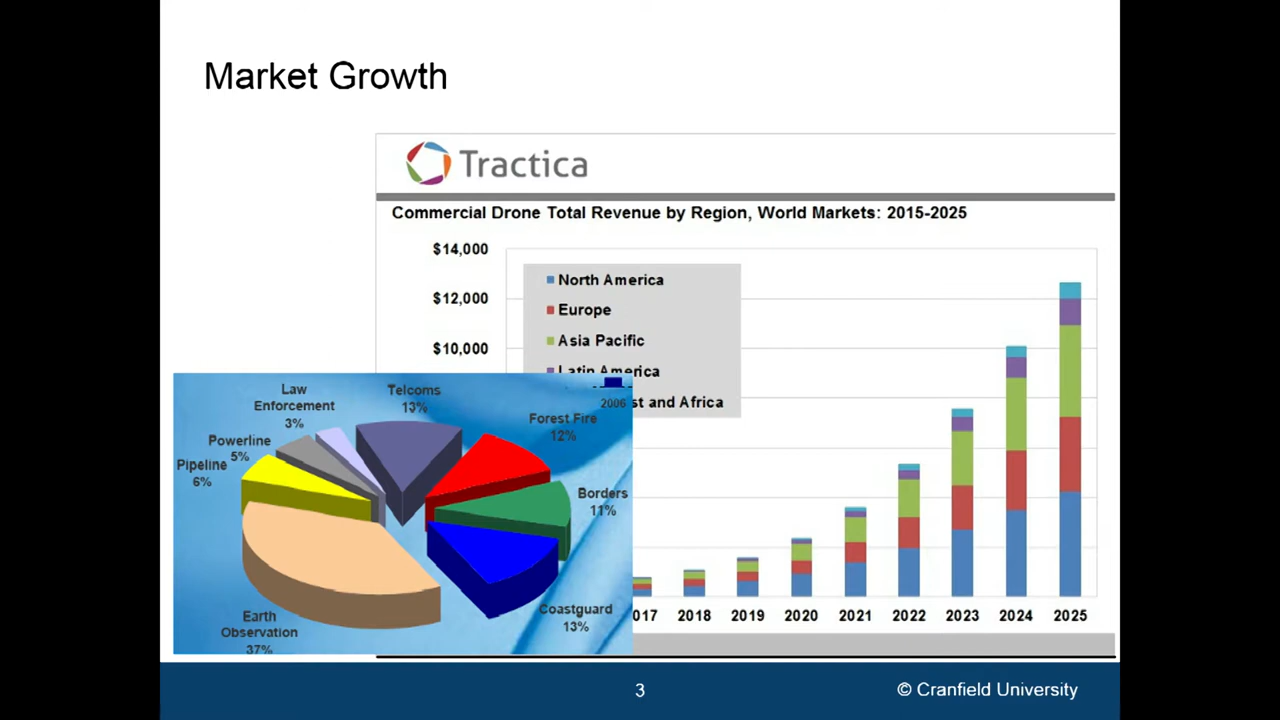 Market Growth
Tractica
Commercial Drone Total Revenue by Region, World Markets: 2015-2025
$14,000
$12,000
$10,000
North America
Europe
Asia Pacific
Latin America
st and Africa
2006
Law
Enforcement
3%
Telcoms
13%
Forest Fire
12%
Powerline
5%
Pipeline
6%
Borders
11%
Coastguard
13%
Earth
Observation
37%
017 2018 2019 2020 2021 2022 2023 2024 2025
3
© Cranfield University